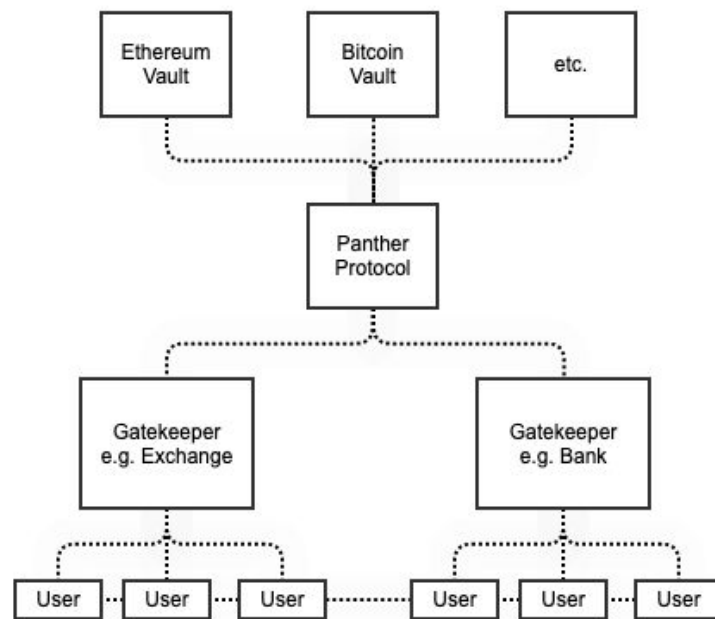 Ethereum
Vault
Bitcoin
Vault
etc.
Panther
Protocol
Gatekeeper
e.g. Exchange
Gatekeeper
e.g. Bank
User
User
User
User
User
User